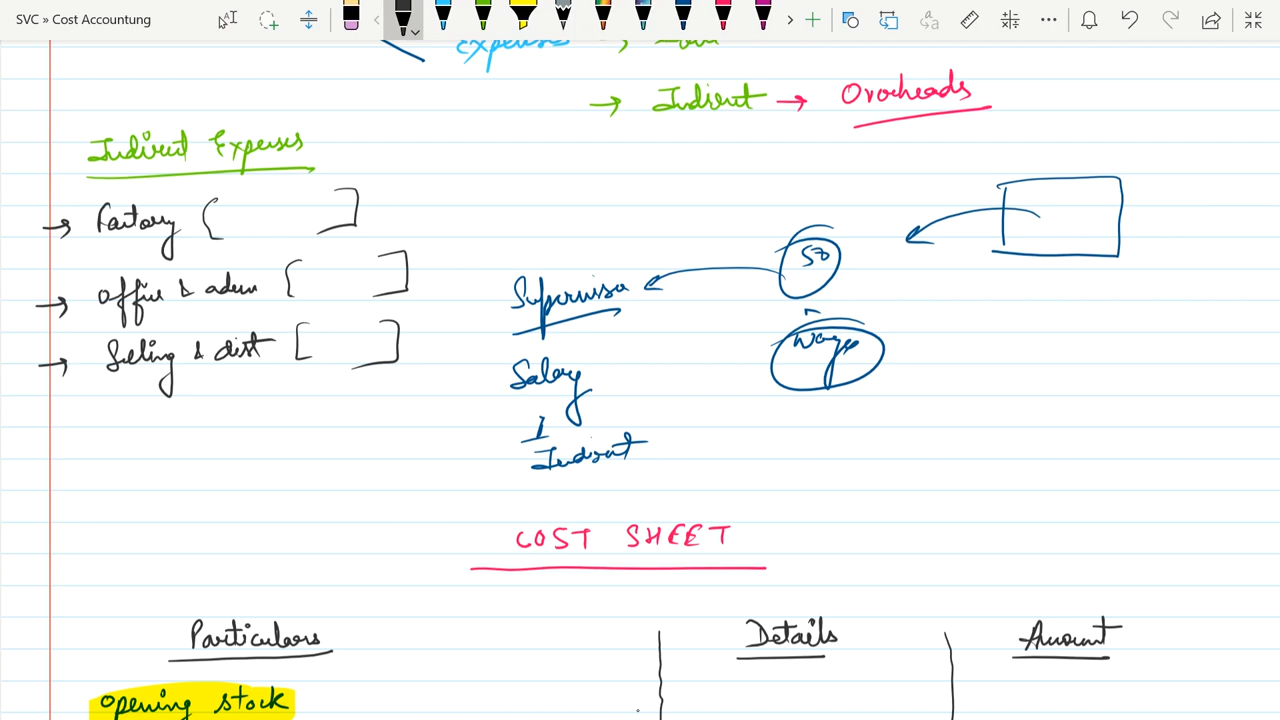 SVC » Cost Accountung
Expenses →
→ Indirect → Overheads
Indirect Expenses
→ Factory [ ]
→ Office & adm [ ]
→ Selling & dist [ ]
50
Supervisor
Wages
Salary
Indirect
COST SHEET
Particulars Details Amount
Opening stock